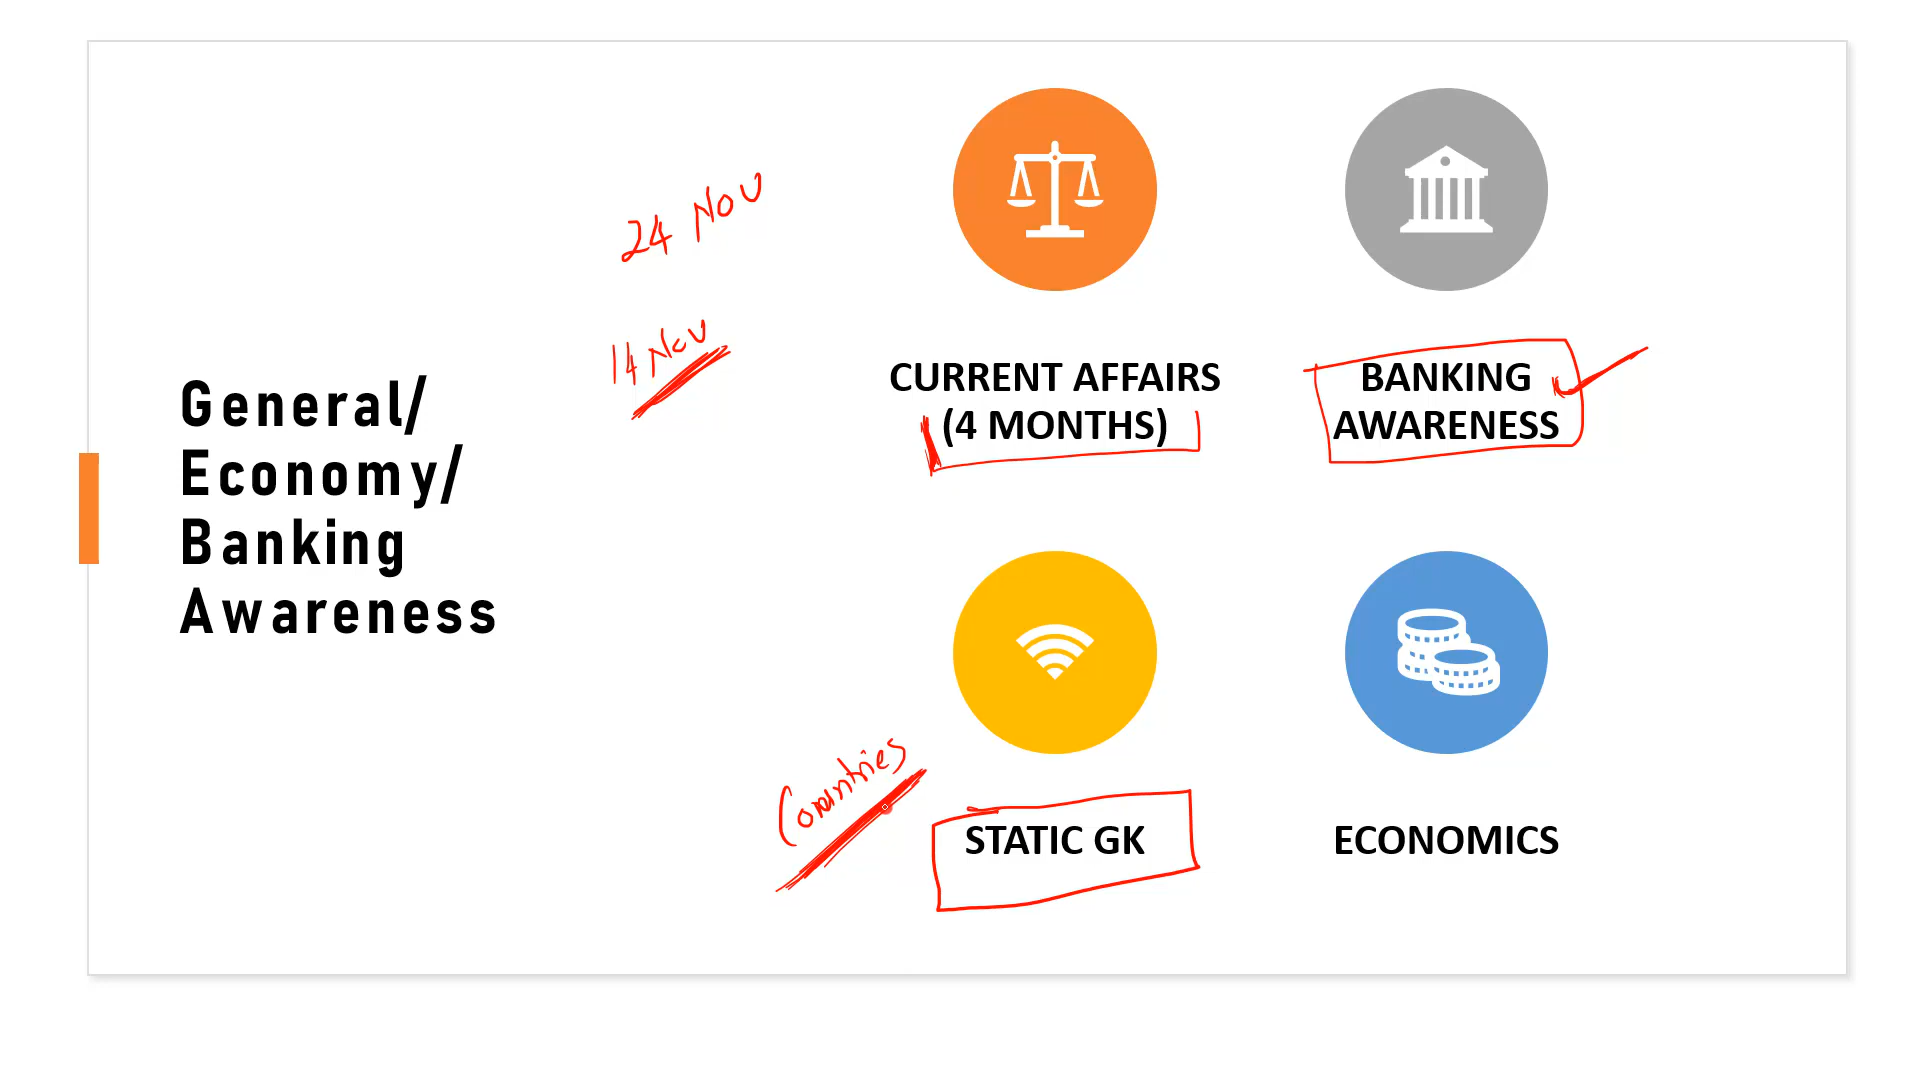 General/
Economy/
Banking
Awareness
24 Nov
14 Nov
CURRENT AFFAIRS
(4 MONTHS)
BANKING
AWARENESS
Countries
STATIC GK
ECONOMICS